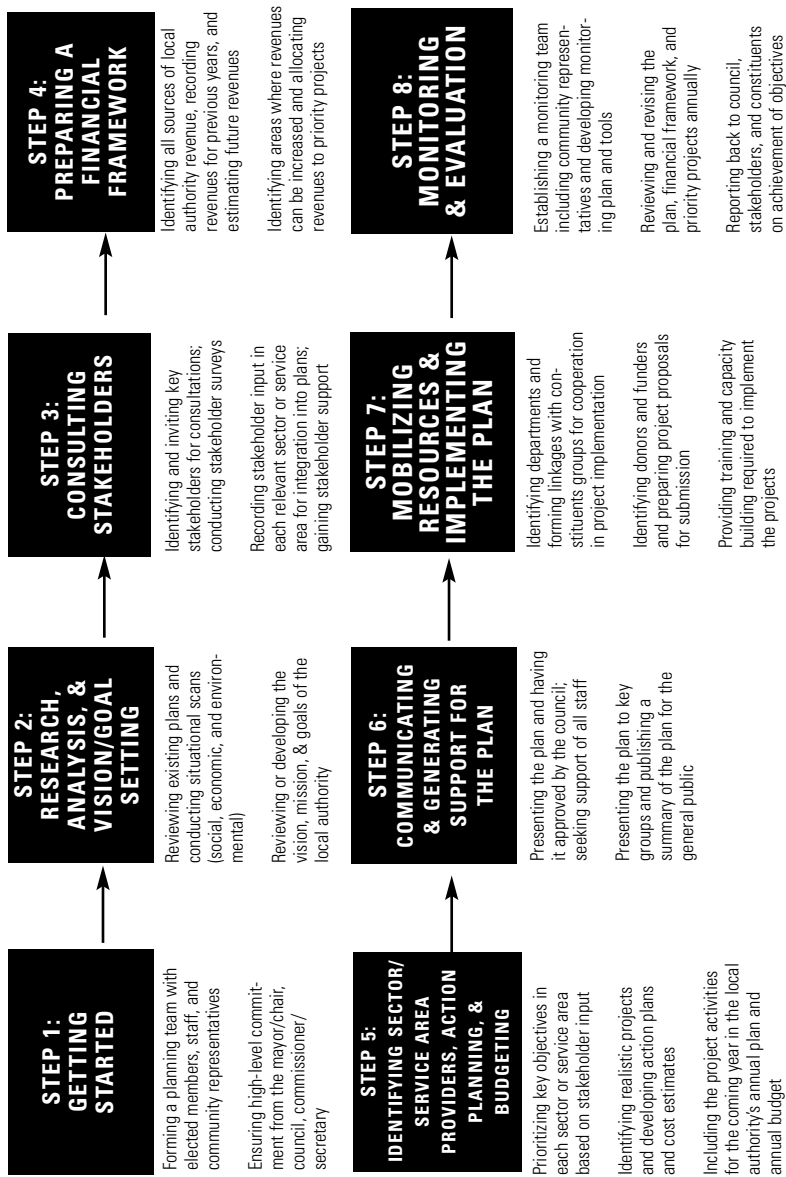 STEP 1:
GETTING
STARTED
Forming a planning team with
elected members, staff, and
community representatives
Ensuring high-level commit-
ment from the mayor/chair,
council, commissioner/
secretary
STEP 2:
RESEARCH,
ANALYSIS, &
VISION/GOAL
SETTING
Reviewing existing plans and
conducting situational scans
(social, economic, and environ-
mental)
Reviewing or developing the
vision, mission, & goals of the
local authority
STEP 3:
CONSULTING
STAKEHOLDERS
Identifying and inviting key
stakeholders for consultations;
conducting stakeholder surveys
Recording stakeholder input in
each relevant sector or service
area for integration into plans;
gaining stakeholder support
STEP 4:
PREPARING A
FINANCIAL
FRAMEWORK
Identifying all sources of local
authority revenue, recording
revenues for previous years, and
estimating future revenues
Identifying areas where revenues
can be increased and allocating
revenues to priority projects
STEP 5:
IDENTIFYING SECTOR/
SERVICE AREA
PROVIDERS, ACTION
PLANNING, &
BUDGETING
Prioritizing key objectives in
each sector or service area
based on stakeholder input
Identifying realistic projects
and developing action plans
and cost estimates
Including the project activities
for the coming year in the local
authority's annual plan and
annual budget
STEP 6:
COMMUNICATING
& GENERATING
SUPPORT FOR
THE PLAN
Presenting the plan and having
it approved by the council;
seeking support of all staff
Presenting the plan to key
groups and publishing a
summary of the plan for the
general public
STEP 7:
MOBILIZING
RESOURCES &
IMPLEMENTING
THE PLAN
Identifying departments and
forming linkages with con-
stituents groups for cooperation
in project implementation
Identifying donors and funders
and preparing project proposals
for submission
Providing training and capacity
building required to implement
the projects
STEP 8:
MONITORING
& EVALUATION
Establishing a monitoring team
including community represen-
tatives and developing monitor-
ing plan and tools
Reviewing and revising the
plan, financial framework, and
priority projects annually
Reporting back to council,
stakeholders, and constituents
on achievement of objectives